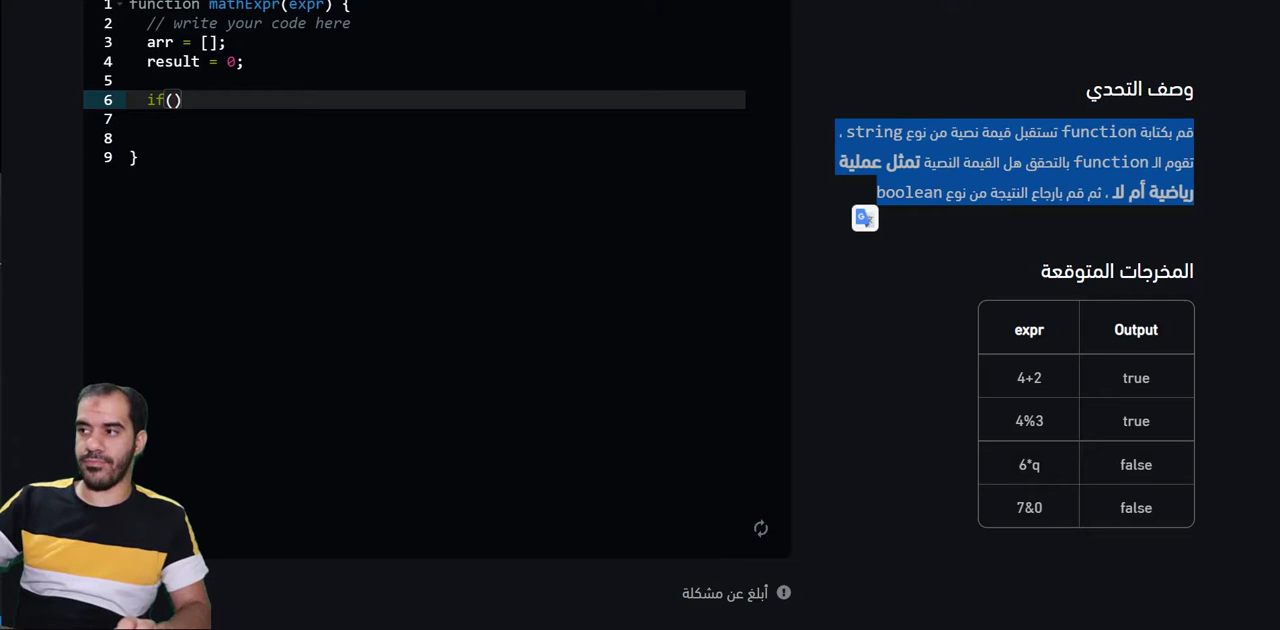 1 function mathExpr(expr) {
2 // write your code here
3 arr = [];
4 result = 0;
5
6 if()
7
8
9 }
وصف التحدي
قم بكتابة function تستقبل قيمة نصية من نوع string ،
تقوم الـ function بالتحقق هل القيمة النصية تمثل عملية
رياضية أم لا ، ثم قم بارجاع النتيجة من نوع boolean
المخرجات المتوقعة
expr Output
4+2 true
4%3 true
6*q false
7&0 false
أبلغ عن مشكلة